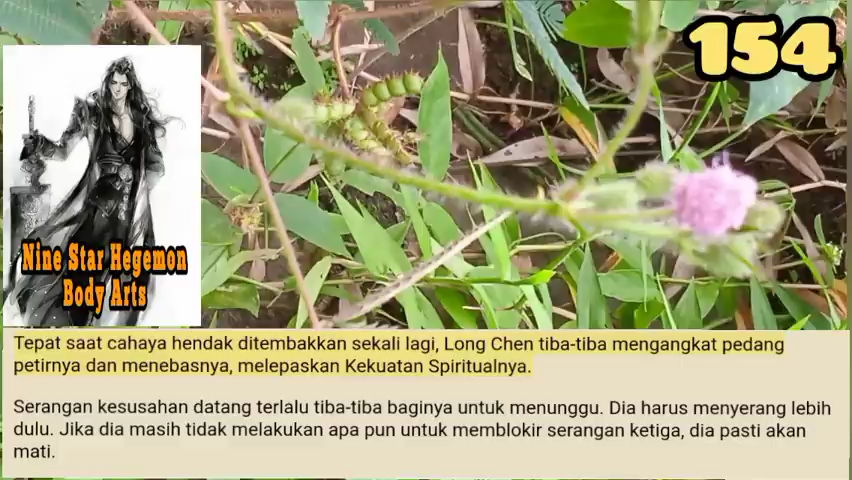 154
Nine Star Hegemon
Body Arts
Tepat saat cahaya hendak ditembakkan sekali lagi, Long Chen tiba-tiba mengangkat pedang
petirnya dan menebasnya, melepaskan Kekuatan Spiritualnya.
Serangan kesusahan datang terlalu tiba-tiba baginya untuk menunggu. Dia harus menyerang lebih
dulu. Jika dia masih tidak melakukan apa pun untuk memblokir serangan ketiga, dia pasti akan
mati.